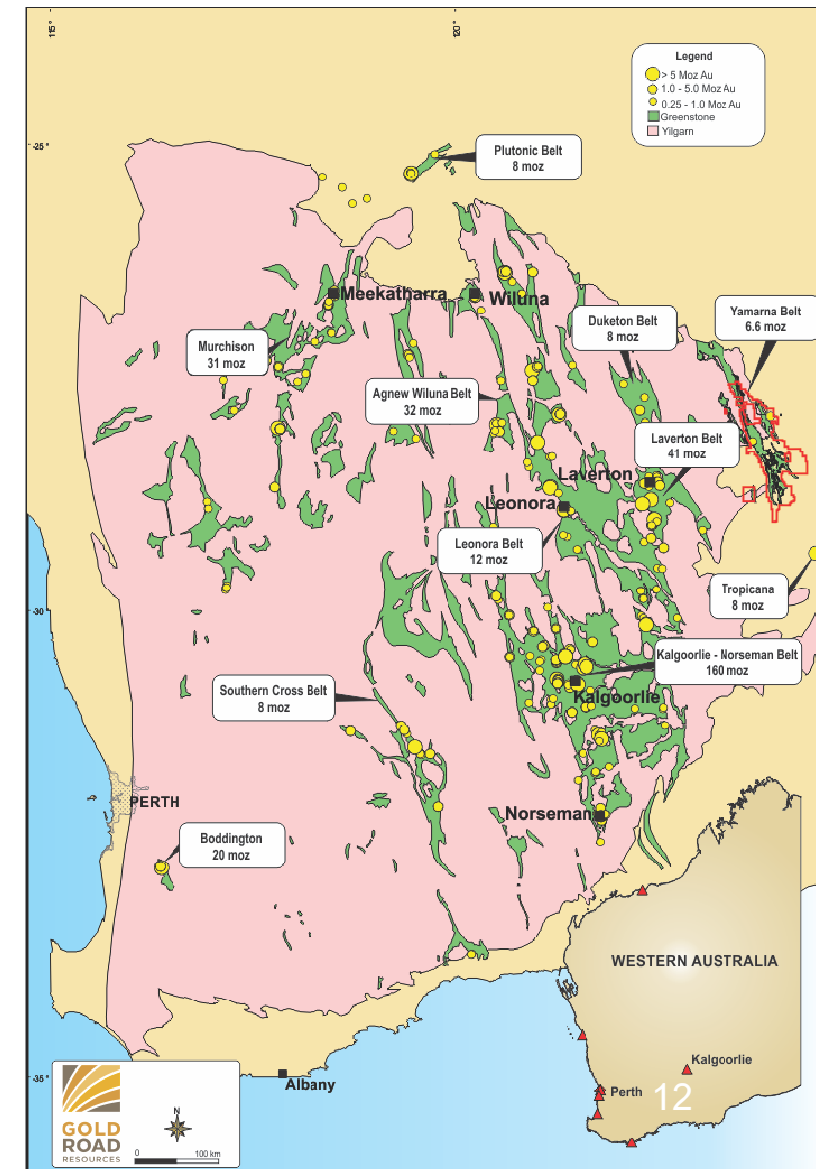 115°
120°
Legend
> 5 Moz Au
1.0 - 5.0 Moz Au
0.25 - 1.0 Moz Au
Greenstone
Yilgarn
-25°
Plutonic Belt
8 moz
Meekatharra
Wiluna
Yamarna Belt
6.6 moz
Duketon Belt
8 moz
Murchison
31 moz
Agnew Wiluna Belt
32 moz
Laverton Belt
41 moz
Laverton
Leonora
Leonora Belt
12 moz
Tropicana
8 moz
-30°
Kalgoorlie - Norseman Belt
160 moz
Kalgoorlie
Southern Cross Belt
8 moz
PERTH
Norseman
Boddington
20 moz
WESTERN AUSTRALIA
Kalgoorlie
Perth
12
-35°
Albany
GOLD
ROAD
RESOURCES
N
0 100 km